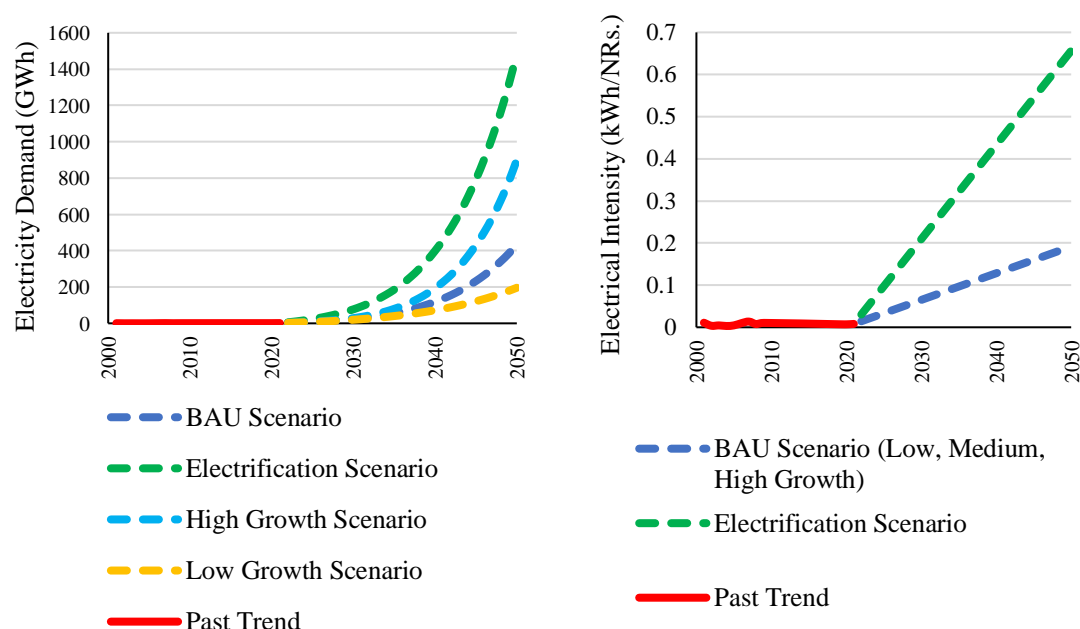 Electricity Demand (GWh)
1600
1400
1200
1000
800
600
400
200
0
2000
2010
2020
2030
2040
2050
BAU Scenario
Electrification Scenario
High Growth Scenario
Low Growth Scenario
Past Trend
Electrical Intensity (kWh/NRs.
0.7
0.6
0.5
0.4
0.3
0.2
0.1
0
2000
2010
2020
2030
2040
2050
BAU Scenario (Low, Medium,
High Growth)
Electrification Scenario
Past Trend